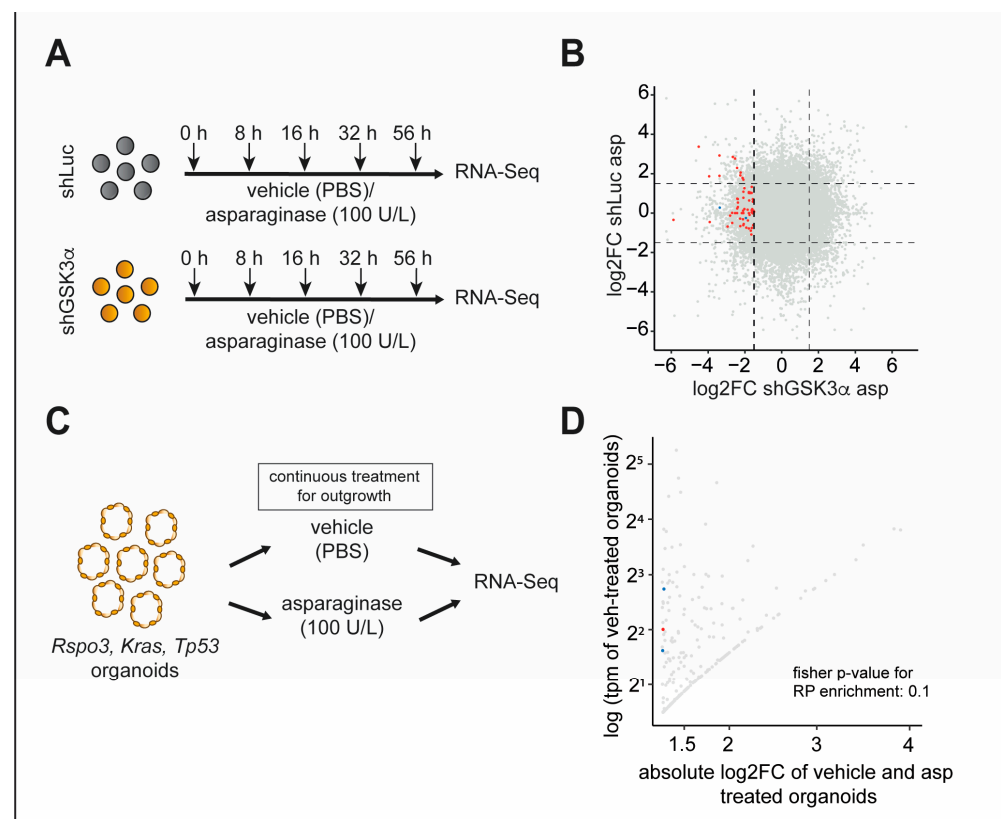 A
shLuc
0 h 8 h 16 h 32 h 56 h
RNA-Seq
vehicle (PBS)/
asparaginase (100 U/L)
shGSK3α
0 h 8 h 16 h 32 h 56 h
RNA-Seq
vehicle (PBS)/
asparaginase (100 U/L)
B
log2FC shLuc asp
6
4
2
0
−2
−4
−6
−6 −4 −2 0 2 4 6
log2FC shGSK3α asp
C
continuous treatment
for outgrowth
vehicle
(PBS)
RNA-Seq
asparaginase
(100 U/L)
Rspo3, Kras, Tp53
organoids
D
log (tpm of veh-treated organoids)
2⁵
2⁴
2³
2²
2¹
fisher p-value for
RP enrichment: 0.1
1.5 2 3 4
absolute log2FC of vehicle and asp
treated organoids